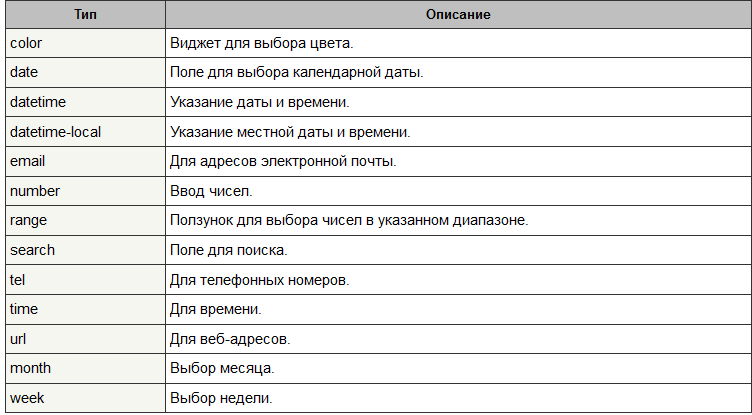 Тип Описание
color Виджет для выбора цвета.
date Поле для выбора календарной даты.
datetime Указание даты и времени.
datetime-local Указание местной даты и времени.
email Для адресов электронной почты.
number Ввод чисел.
range Ползунок для выбора чисел в указанном диапазоне.
search Поле для поиска.
tel Для телефонных номеров.
time Для времени.
url Для веб-адресов.
month Выбор месяца.
week Выбор недели.